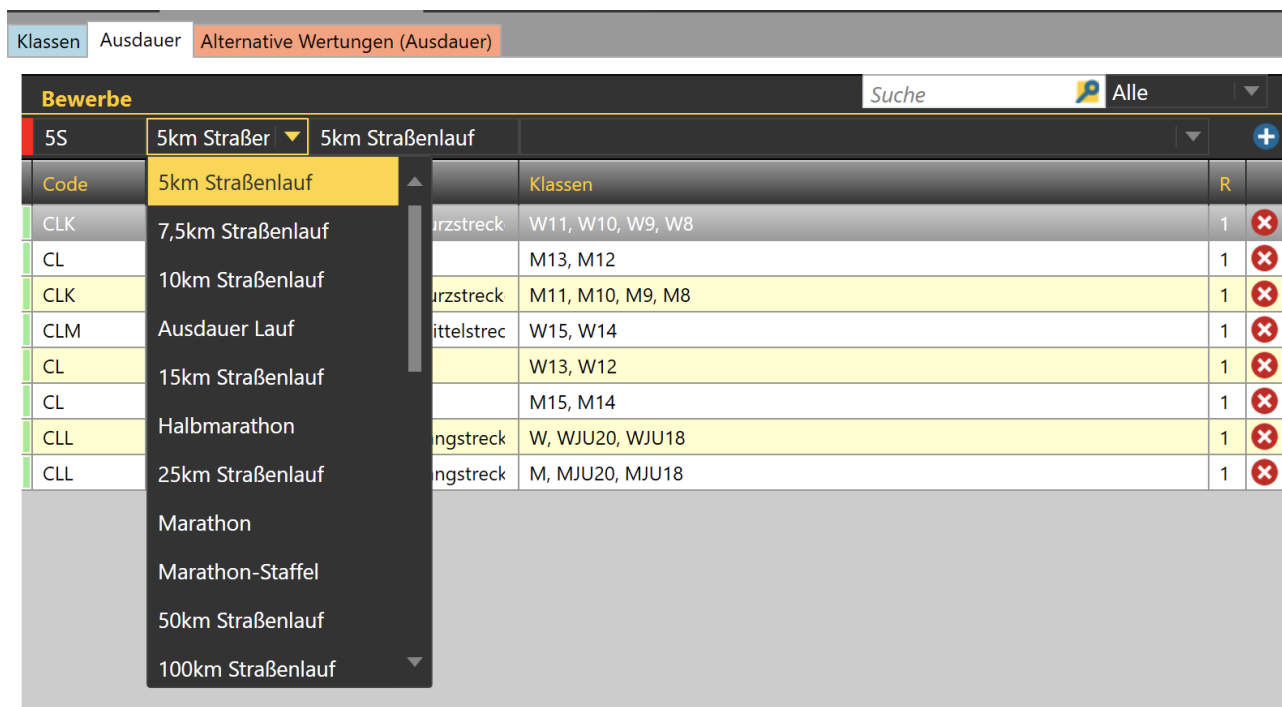 Klassen Ausdauer Alternative Wertungen (Ausdauer)
Bewerbe Suche Alle
5S 5km Straßer 5km Straßenlauf
Code Klassen R
5km Straßenlauf
7,5km Straßenlauf
10km Straßenlauf
Ausdauer Lauf
15km Straßenlauf
Halbmarathon
25km Straßenlauf
Marathon
Marathon-Staffel
50km Straßenlauf
100km Straßenlauf
CLK urzstreck W11, W10, W9, W8 1
CL M13, M12 1
CLK urzstreck M11, M10, M9, M8 1
CLM ittelstrec W15, W14 1
CL W13, W12 1
CL M15, M14 1
CLL ngstreck W, WJU20, WJU18 1
CLL ngstreck M, MJU20, MJU18 1